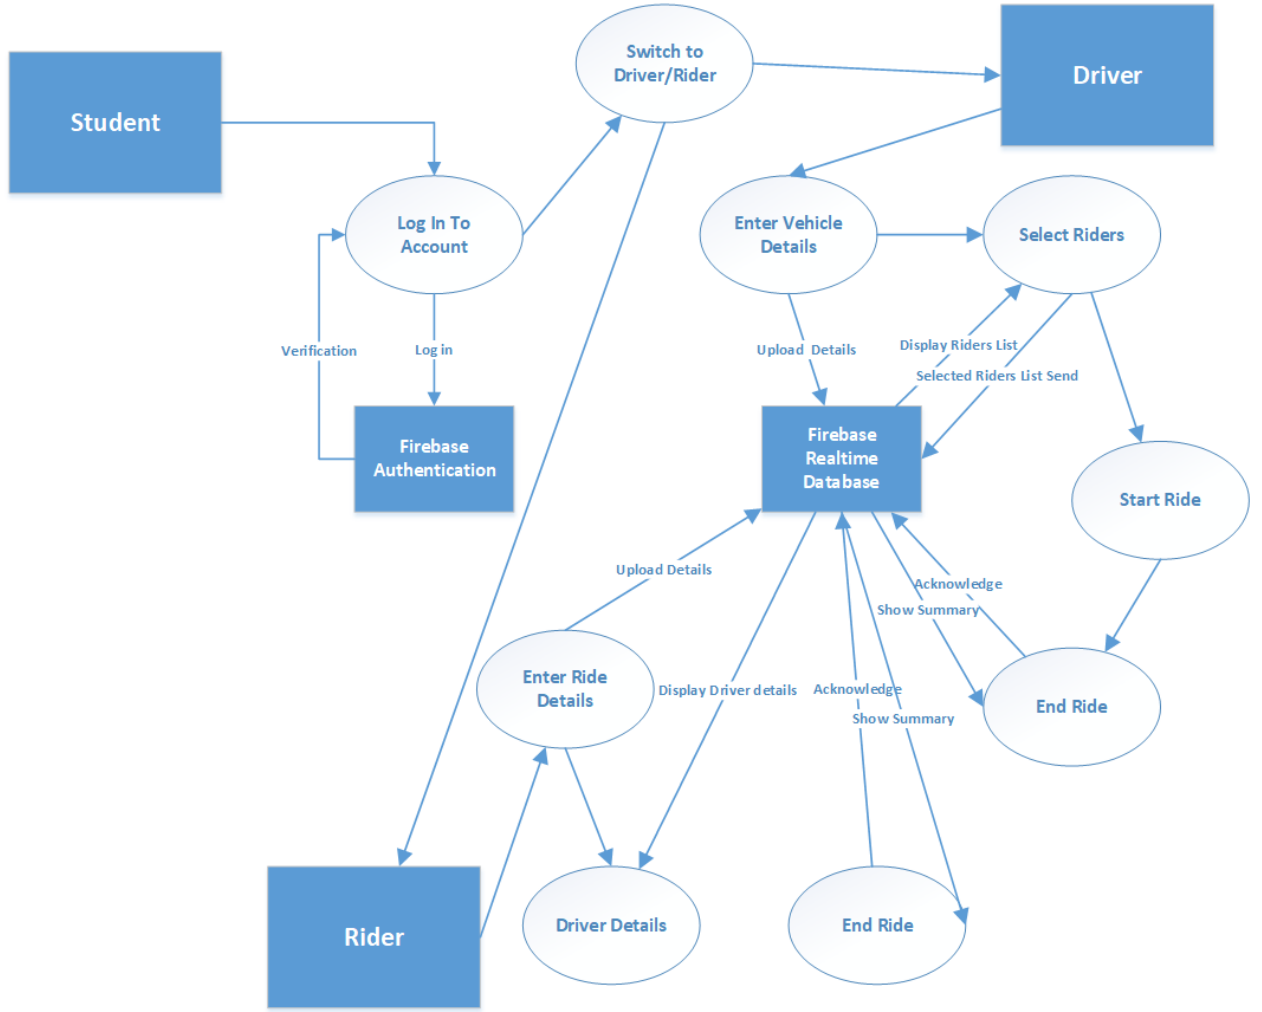 Switch to
Driver/Rider
Driver
Student
Log In To
Account
Enter Vehicle
Details
Select Riders
Verification
Log in
Upload  Details
Display Riders List
Selected Riders List Send
Firebase
Authentication
Firebase
Realtime
Database
Start Ride
Upload Details
Acknowledge
Show Summary
Enter Ride
Details
Display Driver details
Acknowledge
Show Summary
End Ride
Rider
Driver Details
End Ride